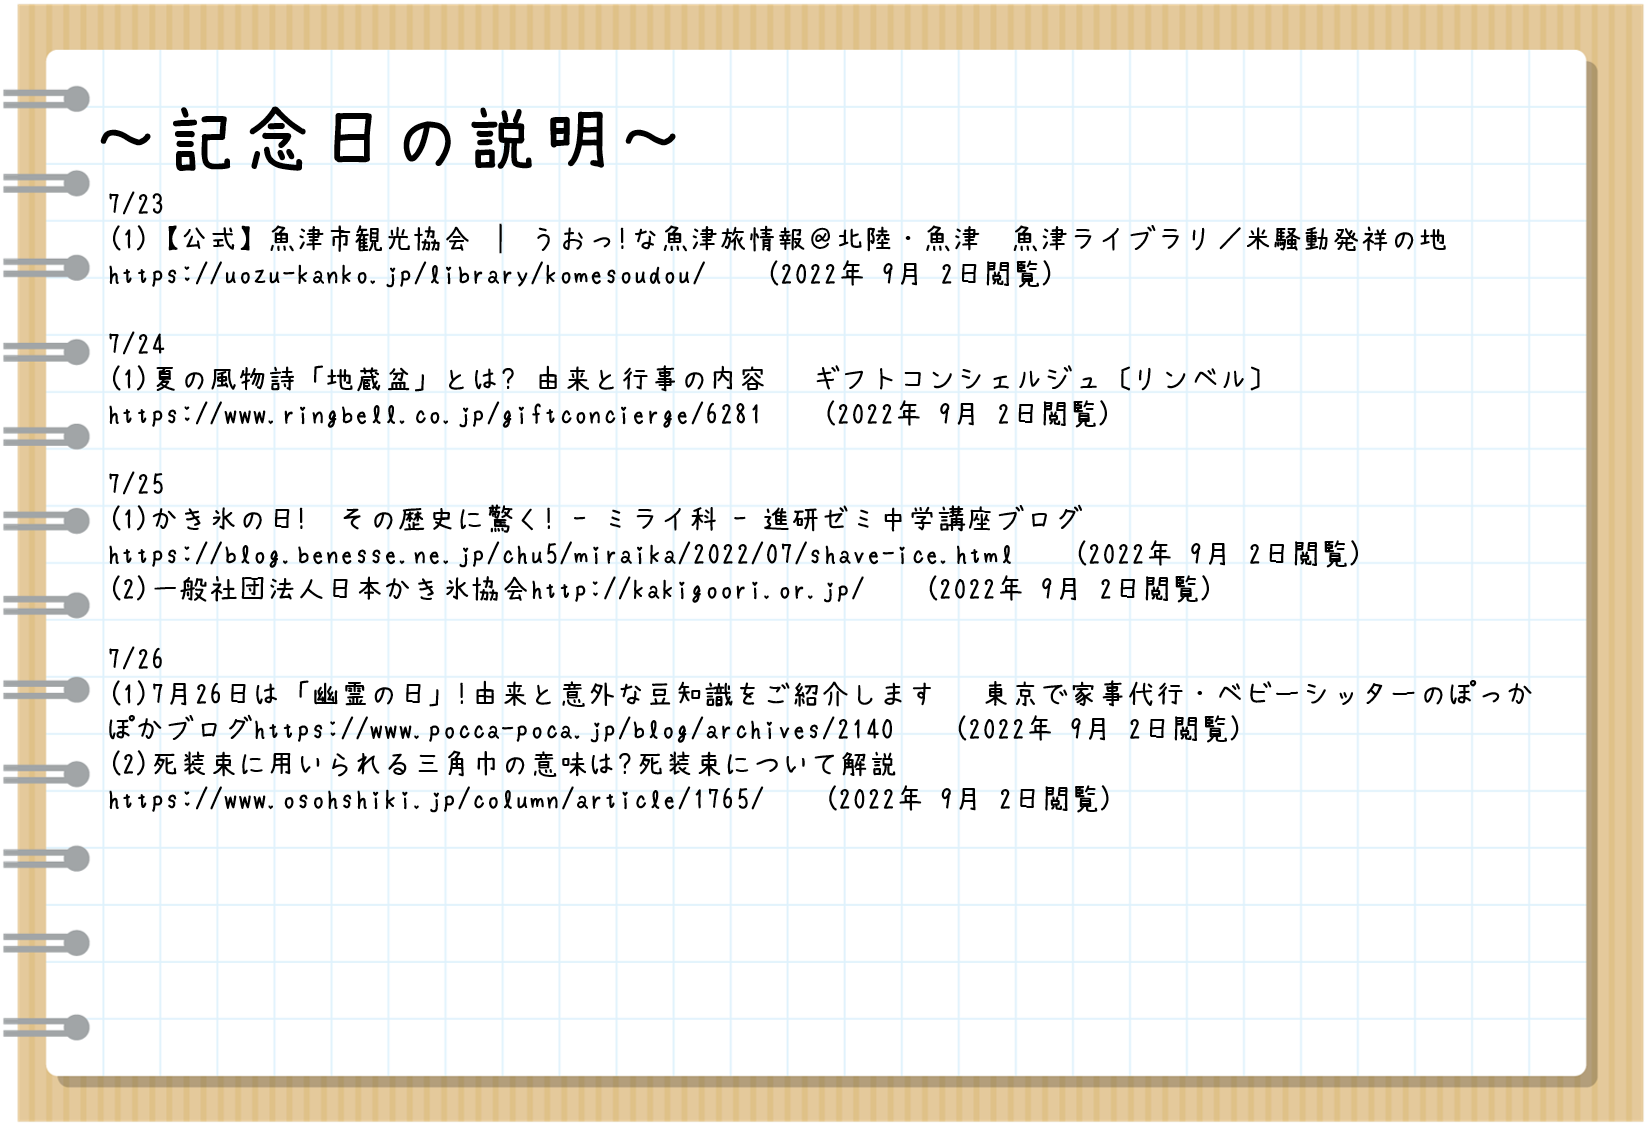 ～記念日の説明～
7/23
(1)【公式】魚津市観光協会 | うおっ!な魚津旅情報@北陸・魚津　魚津ライブラリ／米騒動発祥の地
https://uozu-kanko.jp/library/komesoudou/　(2022年 9月 2日閲覧)
7/24
(1)夏の風物詩「地蔵盆」とは? 由来と行事の内容　ギフトコンシェルジュ〔リンベル〕
https://www.ringbell.co.jp/giftconcierge/6281　(2022年 9月 2日閲覧)
7/25
(1)かき氷の日!　その歴史に驚く! - ミライ科 - 進研ゼミ中学講座ブログ
https://blog.benesse.ne.jp/chu5/miraika/2022/07/shave-ice.html　(2022年 9月 2日閲覧)
(2)一般社団法人日本かき氷協会http://kakigoori.or.jp/　(2022年 9月 2日閲覧)
7/26
(1)7月26日は「幽霊の日」!由来と意外な豆知識をご紹介します　東京で家事代行・ベビーシッターのぽっか
ぽかブログhttps://www.pocca-poca.jp/blog/archives/2140　(2022年 9月 2日閲覧)
(2)死装束に用いられる三角巾の意味は?死装束について解説
https://www.osohshiki.jp/column/article/1765/　(2022年 9月 2日閲覧)